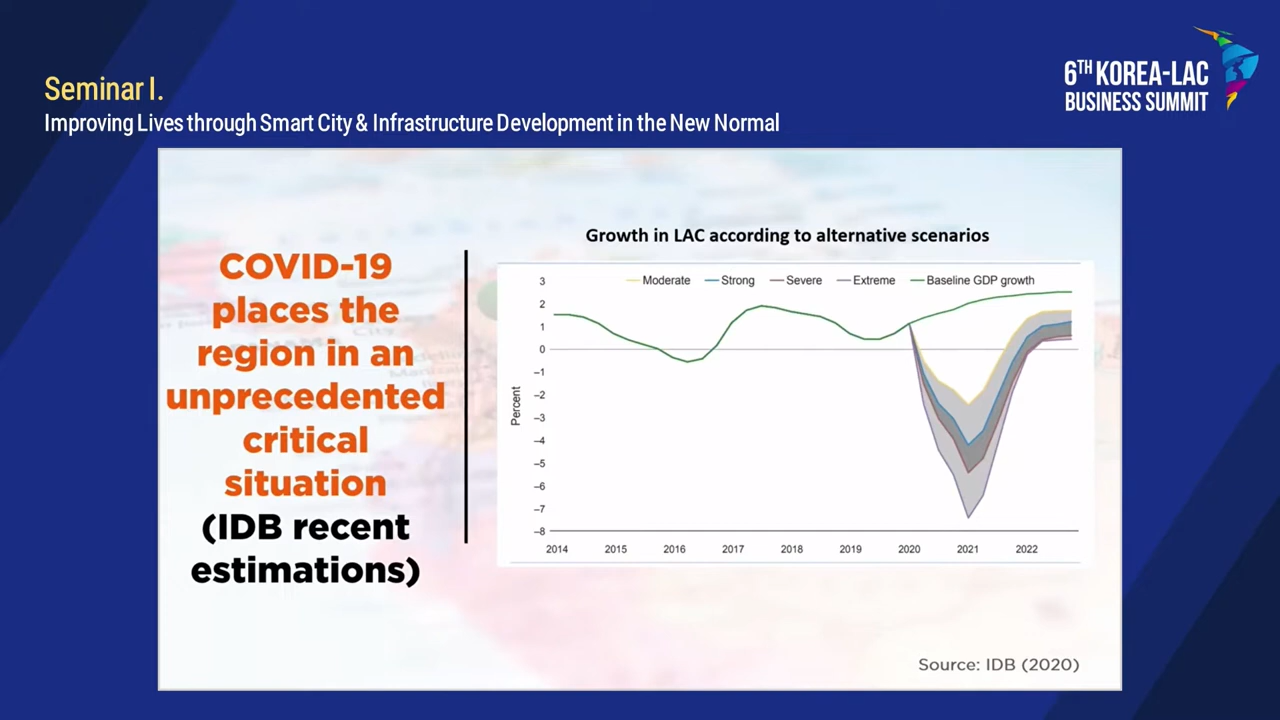 Seminar I.
Improving Lives through Smart City & Infrastructure Development in the New Normal
6TH KOREA-LAC
BUSINESS SUMMIT
COVID-19
places the
region in an
unprecedented
critical
situation
(IDB recent
estimations)
Growth in LAC according to alternative scenarios
Moderate Strong Severe Extreme Baseline GDP growth
Percent
3
2
1
0
–1
–2
–3
–4
–5
–6
–7
–8
2014 2015 2016 2017 2018 2019 2020 2021 2022
Source: IDB (2020)